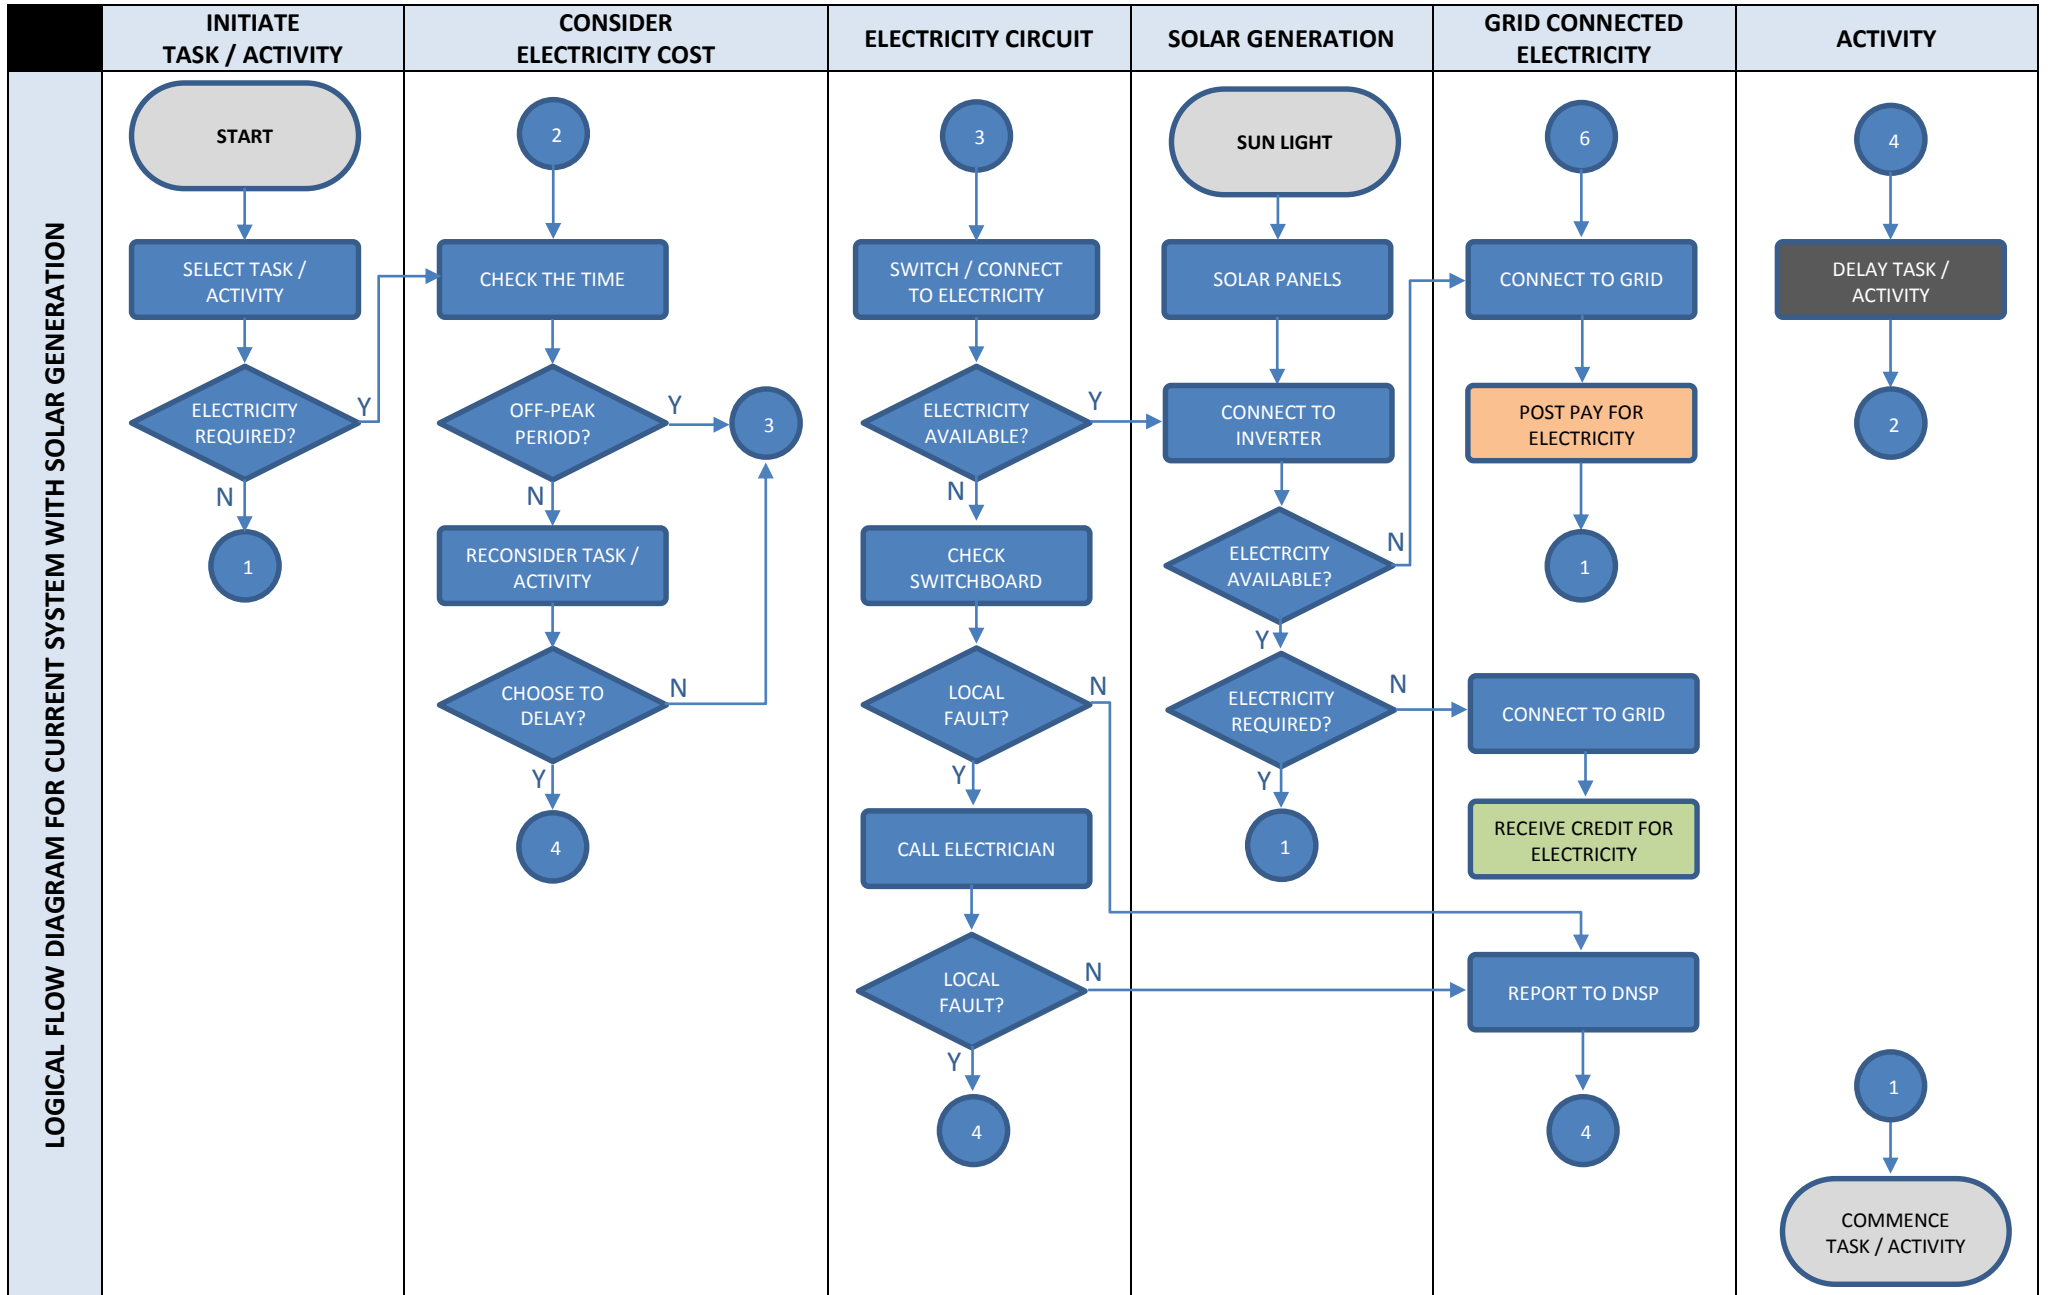 INITIATE
TASK / ACTIVITY
CONSIDER
ELECTRICITY COST
ELECTRICITY CIRCUIT
SOLAR GENERATION
GRID CONNECTED
ELECTRICITY
ACTIVITY
LOGICAL FLOW DIAGRAM FOR CURRENT SYSTEM WITH SOLAR GENERATION
START
SELECT TASK /
ACTIVITY
ELECTRICITY
REQUIRED?
Y
N
1
2
CHECK THE TIME
OFF-PEAK
PERIOD?
Y
3
N
RECONSIDER TASK /
ACTIVITY
CHOOSE TO
DELAY?
N
Y
4
3
SWITCH / CONNECT
TO ELECTRICITY
ELECTRICITY
AVAILABLE?
Y
N
CHECK
SWITCHBOARD
LOCAL
FAULT?
N
Y
CALL ELECTRICIAN
LOCAL
FAULT?
N
Y
4
SUN LIGHT
SOLAR PANELS
CONNECT TO
INVERTER
ELECTRCITY
AVAILABLE?
N
Y
ELECTRICITY
REQUIRED?
N
Y
1
6
CONNECT TO GRID
POST PAY FOR
ELECTRICITY
1
CONNECT TO GRID
RECEIVE CREDIT FOR
ELECTRICITY
REPORT TO DNSP
4
4
DELAY TASK /
ACTIVITY
2
1
COMMENCE
TASK / ACTIVITY